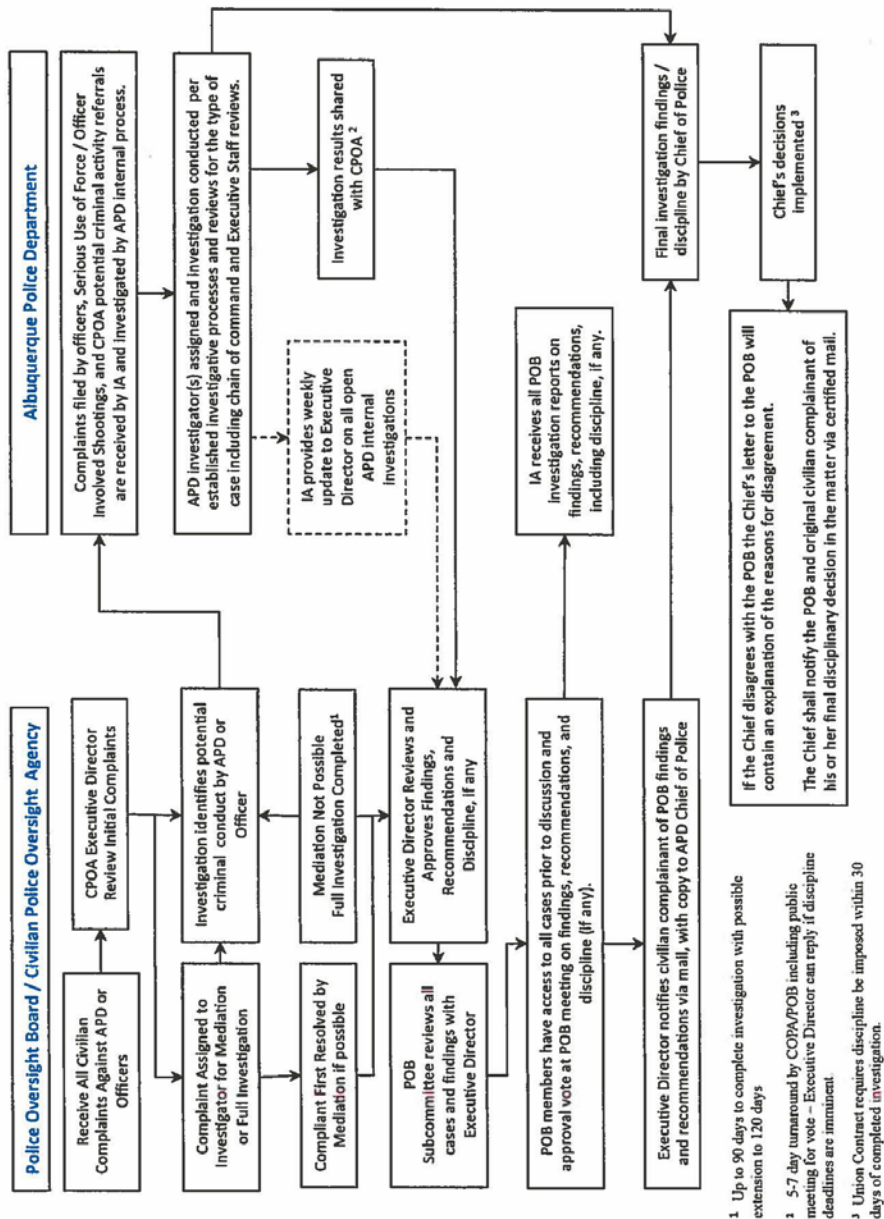 Police Oversight Board / Civilian Police Oversight Agency
Receive All Civilian
Complaints Against APD or
Officers
CPOA Executive Director
Review Initial Complaints
Complaint Assigned to
Investigator for Mediation
or Full Investigation
Investigation identifies potential
criminal conduct by APD or
Officer
Compliant First Resolved by
Mediation if possible
Mediation Not Possible
Full Investigation Completed¹
POB
Subcommittee reviews all
cases and findings with
Executive Director
Executive Director Reviews and
Approves Findings,
Recommendations and
Discipline, if any
POB members have access to all cases prior to discussion and
approval vote at POB meeting on findings, recommendations, and
discipline (if any).
Executive Director notifies civilian complainant of POB findings
and recommendations via mail, with copy to APD Chief of Police
Albuquerque Police Department
Complaints filed by officers, Serious Use of Force / Officer
Involved Shootings, and CPOA potential criminal activity referrals
are received by IA and Investigated by APD internal process.
APD investigator(s) assigned and investigation conducted per
established investigative processes and reviews for the type of
case including chain of command and Executive Staff reviews.
IA provides weekly
update to Executive
Director on all open
APD internal
investigations
Investigation results shared
with CPOA ²
IA receives all POB
investigation reports on
findings, recommendations,
including discipline, if any.
Final investigation findings /
discipline by Chief of Police
Chief's decisions
implemented ³
If the Chief disagrees with the POB the Chief's letter to the POB will
contain an explanation of the reasons for disagreement.
The Chief shall notify the POB and original civilian complainant of
his or her final disciplinary decision in the matter via certified mail.
¹ Up to 90 days to complete investigation with possible
extension to 120 days
² 5-7 day turnaround by COPA/POB including public
meeting for vote – Executive Director can reply if discipline
deadlines are imminent
³ Union Contract requires discipline be imposed within 30
days of completed investigation.